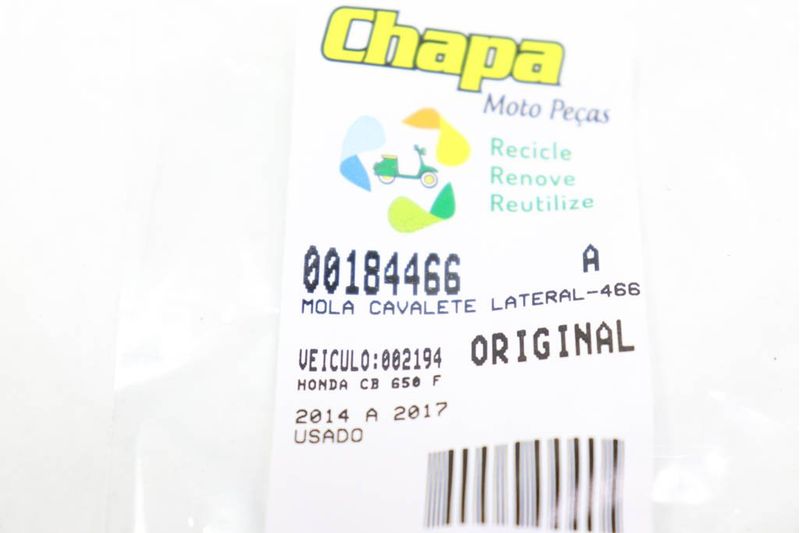 Chapa
Moto Peças
Recicle
Renove
Reutilize
00184466 A
MOLA CAVALETE LATERAL-466
VEICULO:002194 ORIGINAL
HONDA CB 650 F
2014 A 2017
USADO